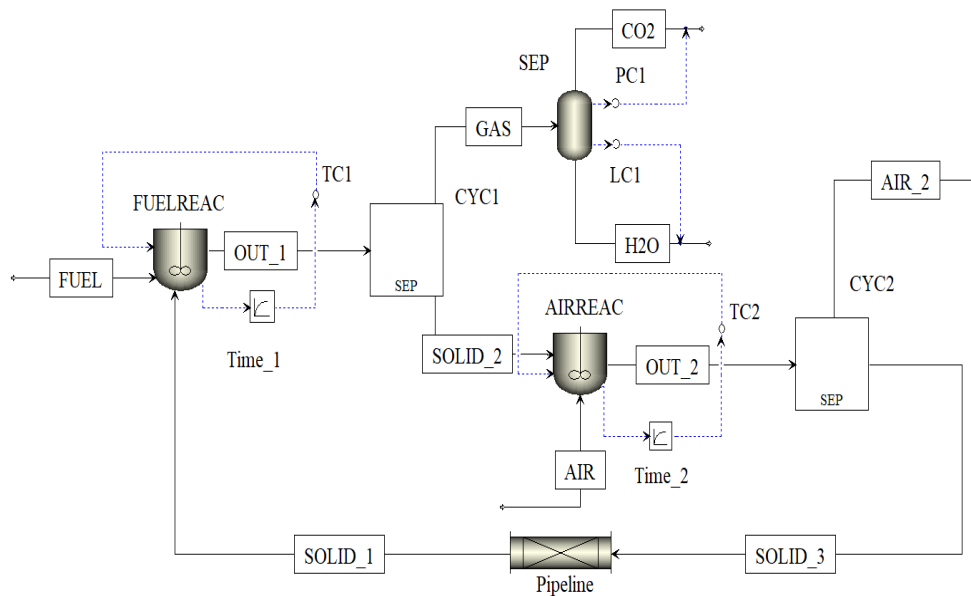 CO2
SEP
PC1
GAS
LC1
TC1
CYC1
AIR_2
FUELREAC
OUT_1
H2O
FUEL
SEP
CYC2
AIRREAC
TC2
Time_1
SOLID_2
OUT_2
SEP
AIR
Time_2
SOLID_1
SOLID_3
Pipeline